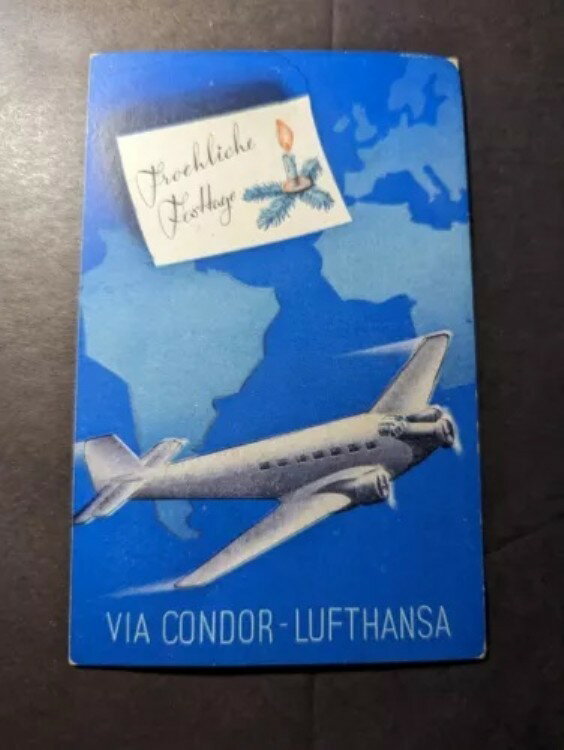 Froehliche
Festtage
VIA CONDOR - LUFTHANSA